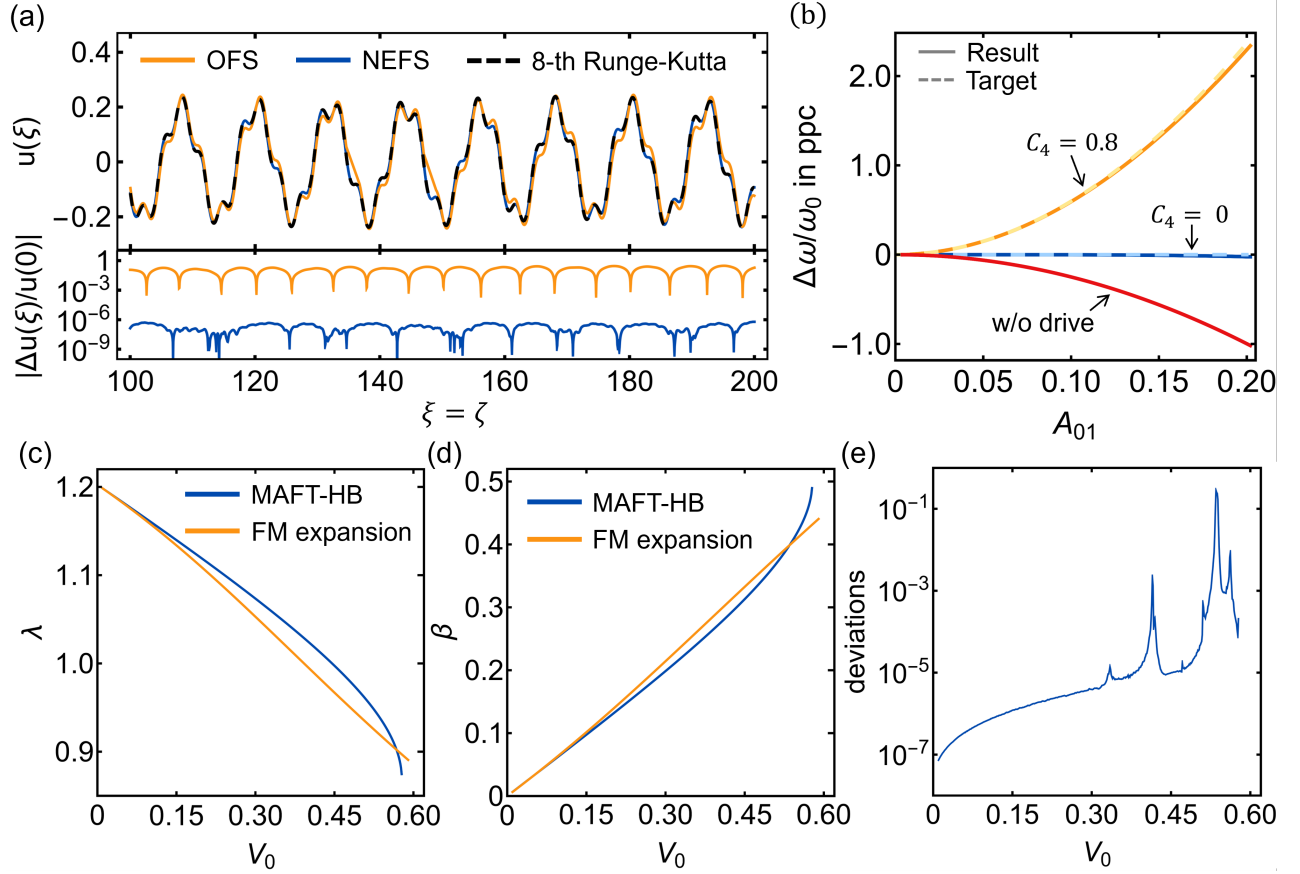 (a)
OFS NEFS 8-th Runge-Kutta
0.4
0.2
0
−0.2
u(ξ)
1
10⁻³
10⁻⁶
10⁻⁹
|Δu(ξ)/u(0)|
100 120 140 160 180 200
ξ = ζ
(b)
Result
Target
2.0
1.0
0
−1.0
Δω/ω₀ in ppc
C₄ = 0.8
C₄ = 0
w/o drive
0 0.05 0.10 0.15 0.20
A₀₁
(c)
MAFT-HB
FM expansion
1.2
1.1
1.0
0.9
λ
0 0.15 0.30 0.45 0.60
V₀
(d)
MAFT-HB
FM expansion
0.5
0.4
0.3
0.2
0.1
0
β
0 0.15 0.30 0.45 0.60
V₀
(e)
10⁻¹
10⁻³
10⁻⁵
10⁻⁷
deviations
0 0.15 0.30 0.45 0.60
V₀